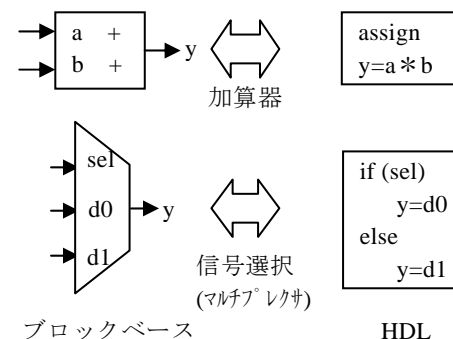 a +
b +
y
加算器
assign
y=a＊b
sel
d0
d1
y
信号選択
(ﾏﾙﾁﾌﾟﾚｸｻ)
if (sel)
y=d0
else
y=d1
ブロックベース
HDL